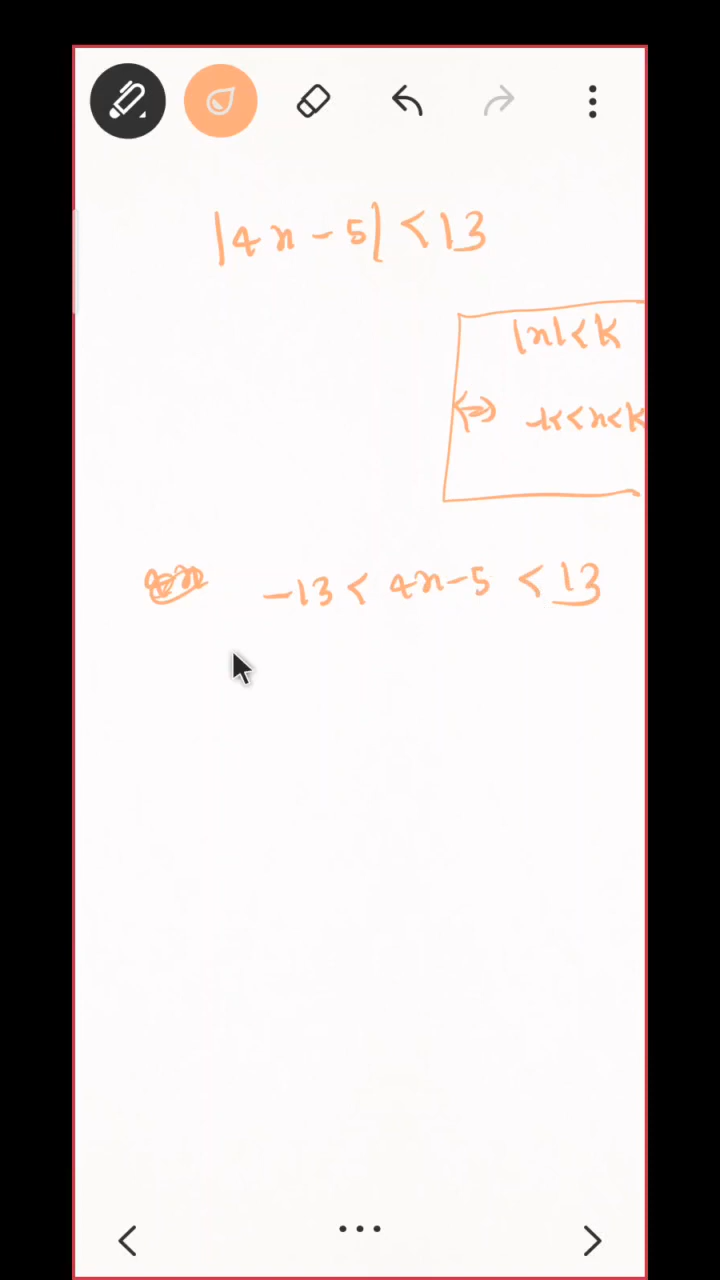 |4x - 5| < 13
|x| < k
⇔ -k < x < k
-13 < 4x - 5 < 13